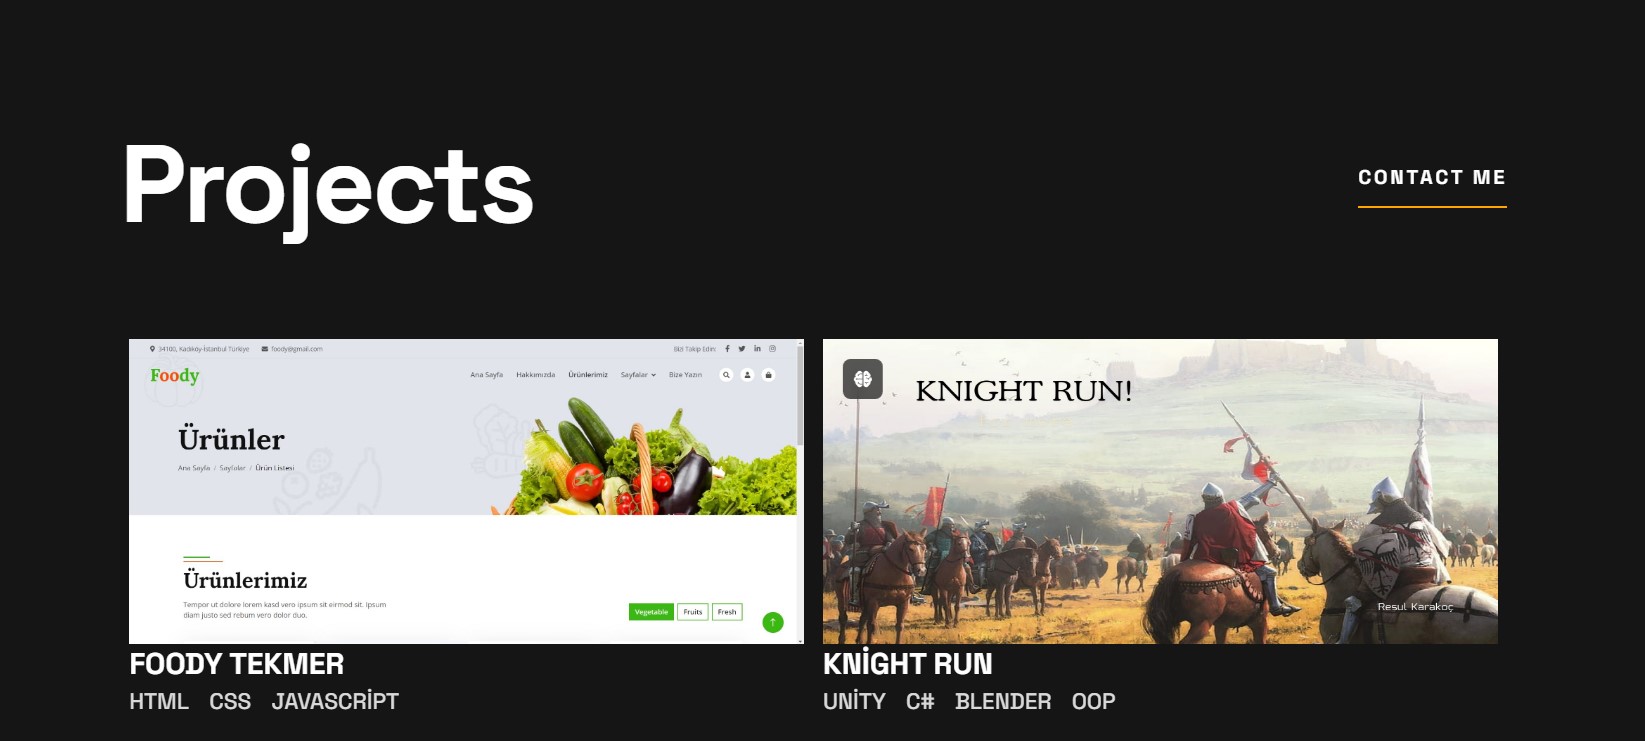 Projects
CONTACT ME
34100, Kadıköy-İstanbul Türkiye foody@gmail.com Bizi Takip Edin:
Foody
Ana Sayfa Hakkımızda Ürünlerimiz Sayfalar Bize Yazın
Ürünler
Ana Sayfa / Sayfalar / Ürün Listesi
Ürünlerimiz
Tempor ut dolore lorem kasd vero ipsum sit eirmod sit. Ipsum
diam justo sed rebum vero dolor duo.
Vegetable Fruits Fresh
KNIGHT RUN!
Resul Karakoç
FOODY TEKMER
HTML CSS JAVASCRİPT
KNİGHT RUN
UNİTY C# BLENDER OOP